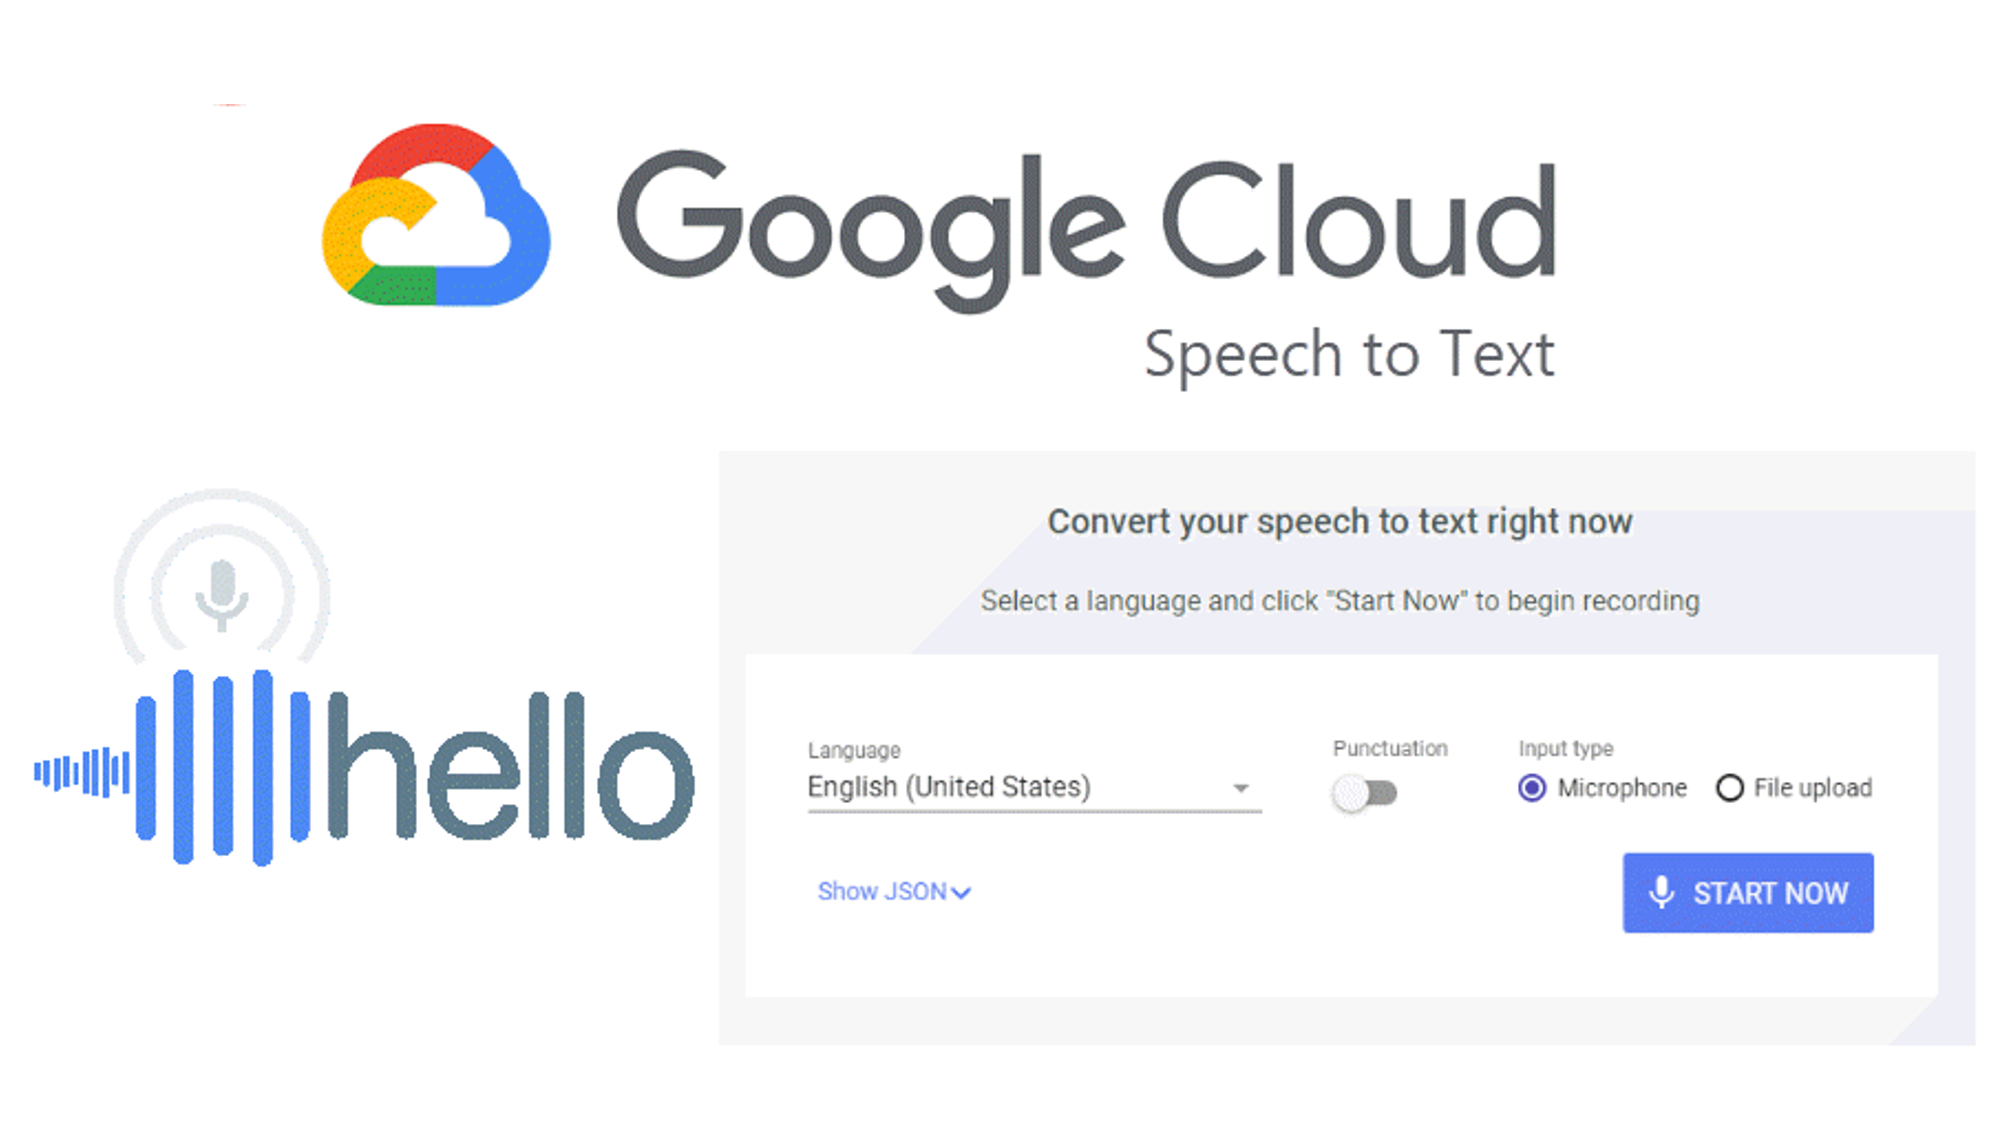 Google Cloud
Speech to Text
hello
Convert your speech to text right now
Select a language and click "Start Now" to begin recording
Language
English (United States)
Punctuation
Input type
Microphone
File upload
Show JSON
START NOW